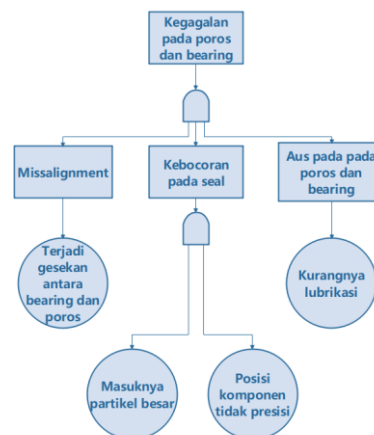 Kegagalan
pada poros
dan bearing
Missalignment
Kebocoran
pada seal
Aus pada pada
poros dan
bearing
Terjadi
gesekan
antara
bearing dan
poros
Kurangnya
lubrikasi
Masuknya
partikel besar
Posisi
komponen
tidak presisi